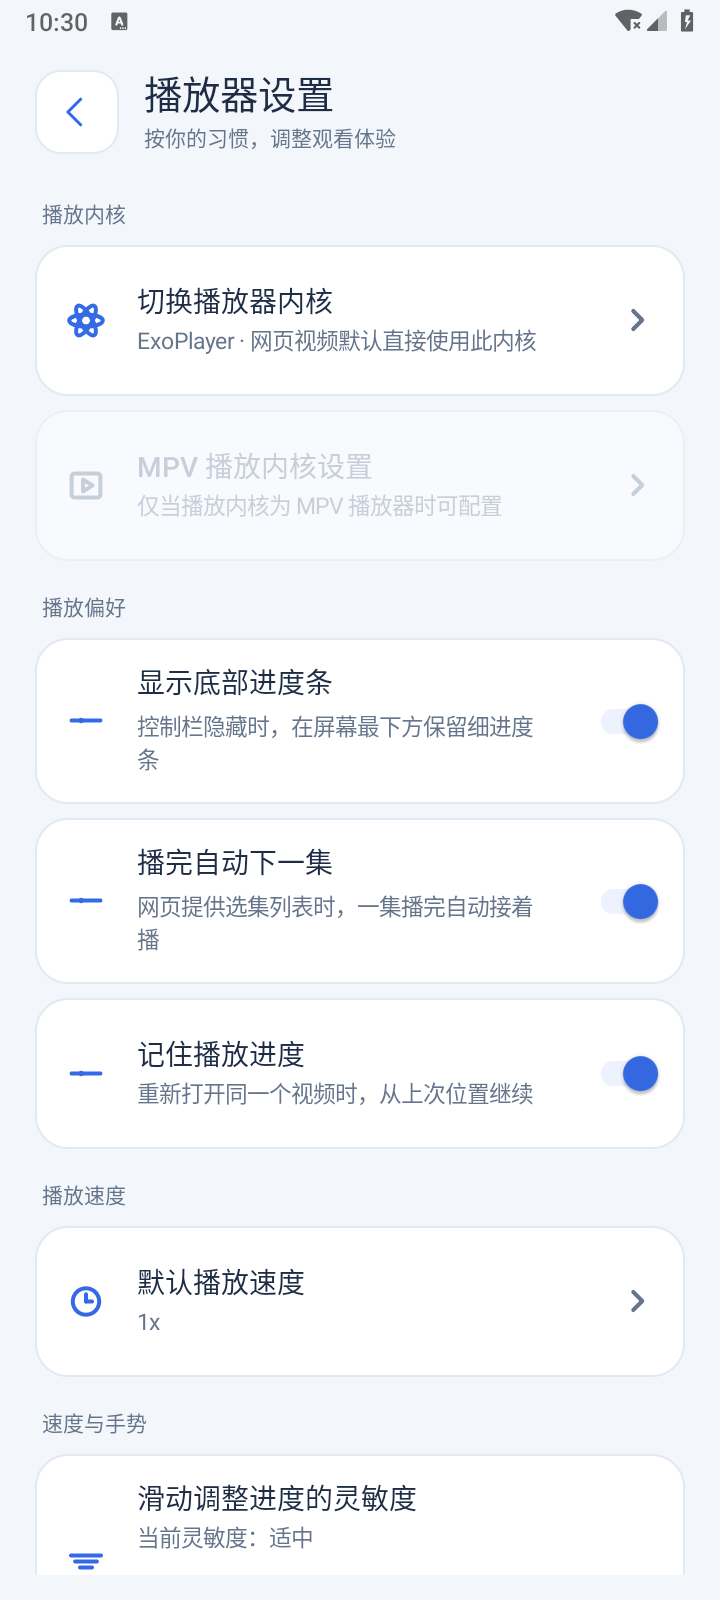 10:30
播放器设置
按你的习惯，调整观看体验
播放内核
切换播放器内核
ExoPlayer · 网页视频默认直接使用此内核
MPV 播放内核设置
仅当播放内核为 MPV 播放器时可配置
播放偏好
显示底部进度条
控制栏隐藏时，在屏幕最下方保留细进度
条
播完自动下一集
网页提供选集列表时，一集播完自动接着
播
记住播放进度
重新打开同一个视频时，从上次位置继续
播放速度
默认播放速度
1x
速度与手势
滑动调整进度的灵敏度
当前灵敏度：适中